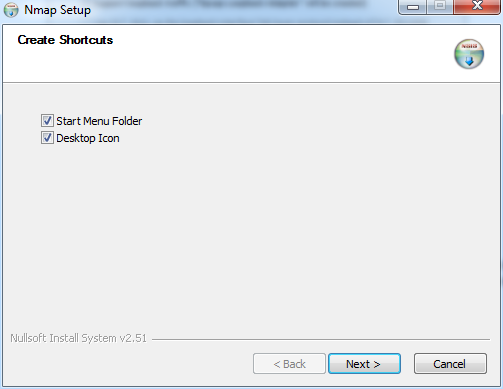 Nmap Setup
Create Shortcuts
Start Menu Folder
Desktop Icon
Nullsoft Install System v2.51
< Back
Next >
Cancel